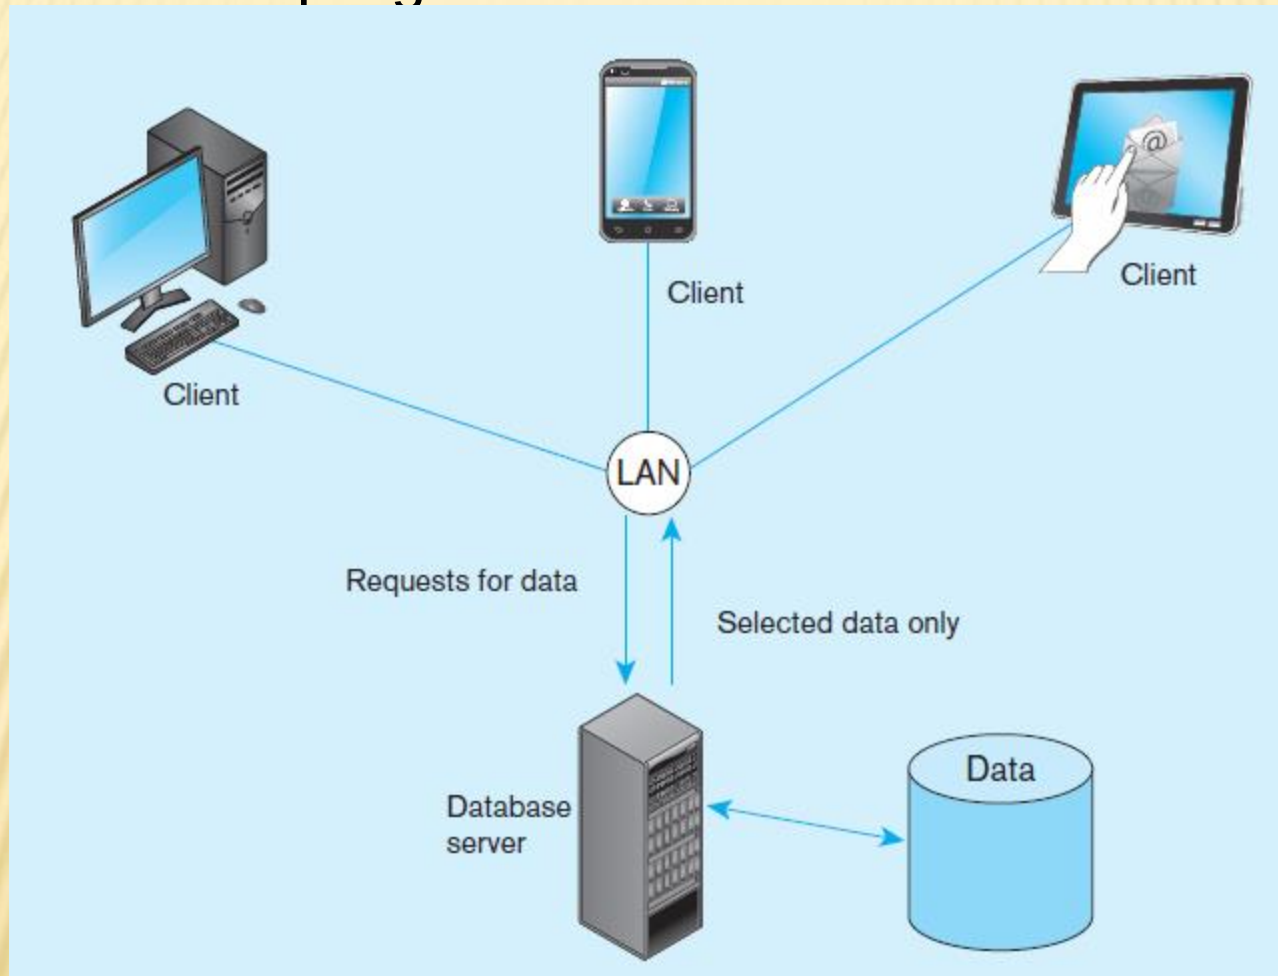 @
Client
Client
Client
LAN
Requests for data
Selected data only
Data
Database
server